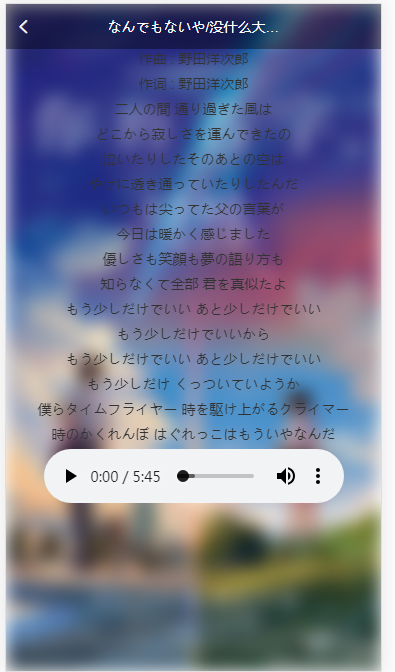 なんでもないや/没什么大...
作曲 : 野田洋次郎
作词 : 野田洋次郎
二人の間 通り過ぎた風は
どこから寂しさを運んできたの
泣いたりしたそのあとの空は
やけに透き通っていたりしたんだ
いつもは尖ってた父の言葉が
今日は暖かく感じました
優しさも笑顔も夢の語り方も
知らなくて全部 君を真似たよ
もう少しだけでいい あと少しだけでいい
もう少しだけでいいから
もう少しだけでいい あと少しだけでいい
もう少しだけ くっついていようか
僕らタイムフライヤー 時を駆け上がるクライマー
時のかくれんぼ はぐれっこはもういやなんだ
0:00 / 5:45